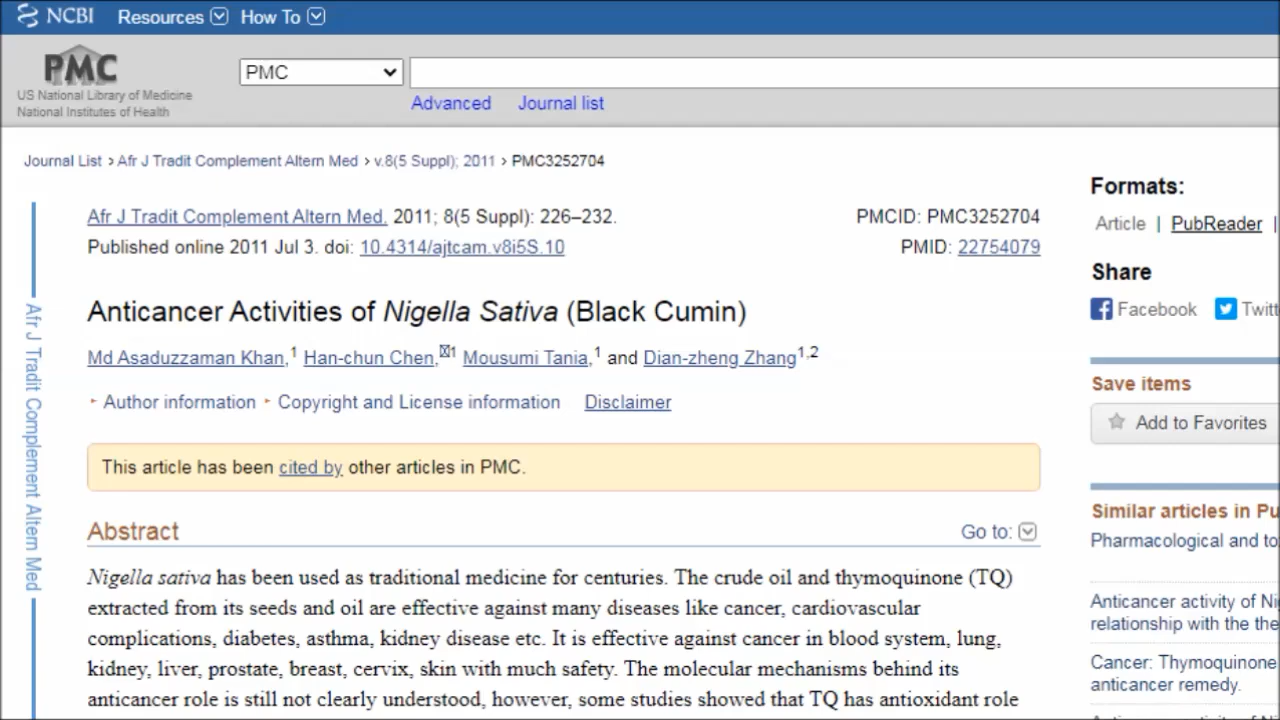 NCBI Resources How To
PMC
US National Library of Medicine
National Institutes of Health
PMC
Advanced Journal list
Journal List › Afr J Tradit Complement Altern Med › v.8(5 Suppl); 2011 › PMC3252704
Afr J Tradit Complement Altern Med
Afr J Tradit Complement Altern Med. 2011; 8(5 Suppl): 226–232. PMCID: PMC3252704
Published online 2011 Jul 3. doi: 10.4314/ajtcam.v8i5S.10 PMID: 22754079
Anticancer Activities of Nigella Sativa (Black Cumin)
Md Asaduzzaman Khan,1 Han-chun Chen,1 Mousumi Tania,1 and Dian-zheng Zhang1,2
Author information Copyright and License information Disclaimer
This article has been cited by other articles in PMC.
Abstract Go to:
Nigella sativa has been used as traditional medicine for centuries. The crude oil and thymoquinone (TQ)
extracted from its seeds and oil are effective against many diseases like cancer, cardiovascular
complications, diabetes, asthma, kidney disease etc. It is effective against cancer in blood system, lung,
kidney, liver, prostate, breast, cervix, skin with much safety. The molecular mechanisms behind its
anticancer role is still not clearly understood, however, some studies showed that TQ has antioxidant role
Formats:
Article | PubReader |
Share
Facebook Twitt
Save items
Add to Favorites
Similar articles in Pu
Pharmacological and to
Anticancer activity of Ni
relationship with the the
Cancer: Thymoquinone
anticancer remedy.